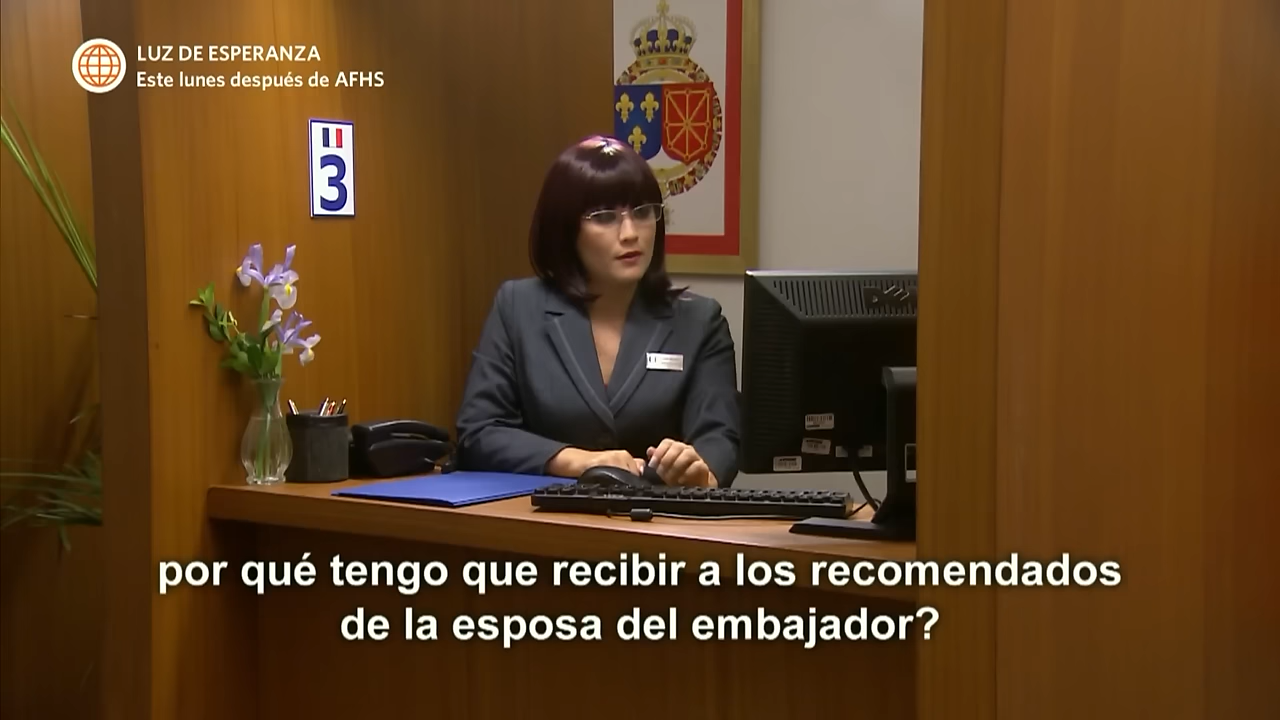 LUZ DE ESPERANZA
Este lunes después de AFHS
3
DELL
por qué tengo que recibir a los recomendados
de la esposa del embajador?